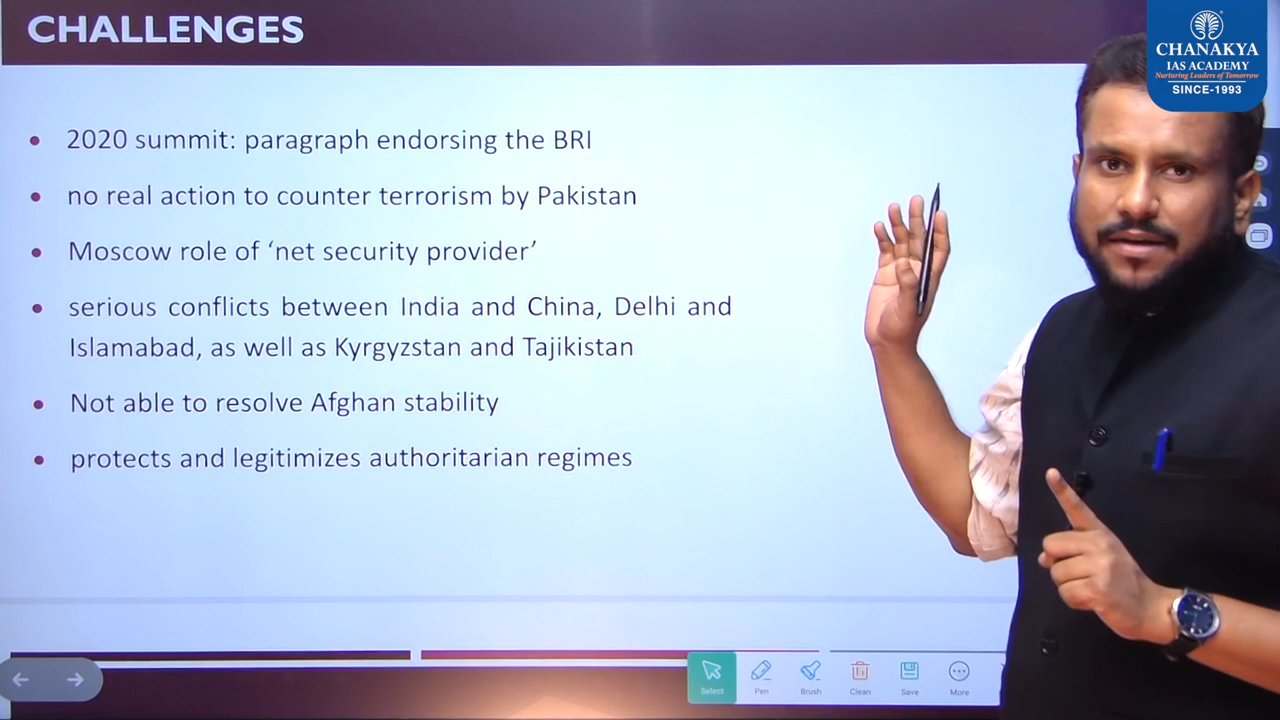 CHALLENGES
CHANAKYA
IAS ACADEMY
Nurturing Leaders of Tomorrow
SINCE-1993
• 2020 summit: paragraph endorsing the BRI
• no real action to counter terrorism by Pakistan
• Moscow role of ‘net security provider’
• serious conflicts between India and China, Delhi and
Islamabad, as well as Kyrgyzstan and Tajikistan
• Not able to resolve Afghan stability
• protects and legitimizes authoritarian regimes
Select Pen Brush Clean Save More